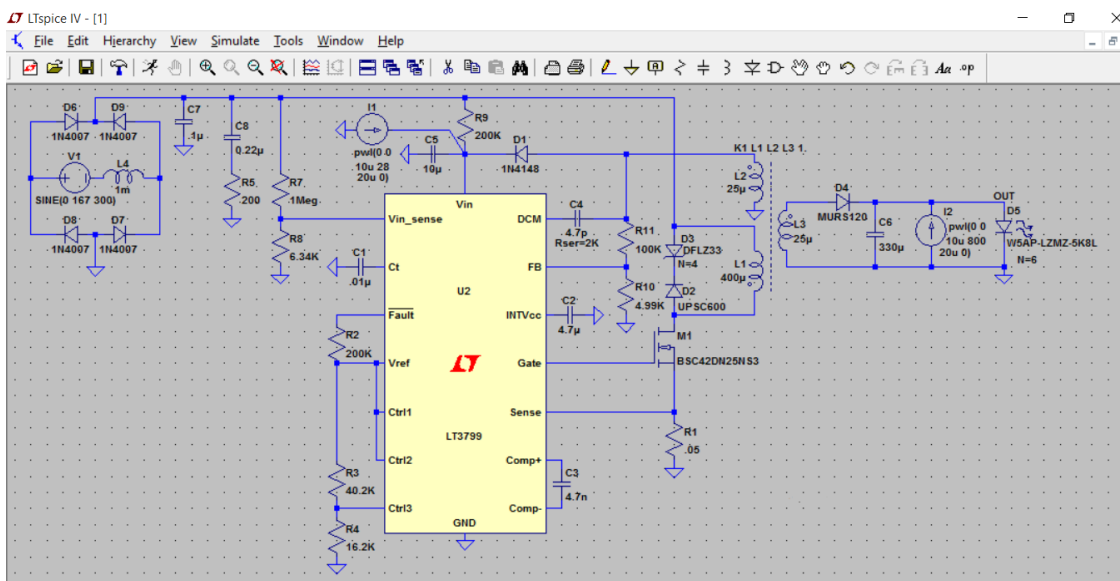 LTspice IV - [1]
File Edit Hierarchy View Simulate Tools Window Help
Aa .op
D6
D9
1N4007
1N4007
V1
L4
1m
SINE(0 167 300)
D8
D7
1N4007
1N4007
C7
.1µ
C8
0.22µ
R5
200
R7
1Meg
R8
6.34K
I1
pwl(0 0
10u 28
20u 0)
C5
10µ
R9
200K
D1
1N4148
K1 L1 L2 L3 1.
L2
25µ
C1
.01µ
R2
200K
R3
40.2K
R4
16.2K
Vin
Vin_sense
DCM
Ct
FB
U2
Fault
INTVcc
Vref
Gate
Ctrl1
Sense
LT3799
Ctrl2
Comp+
Ctrl3
Comp-
GND
C4
4.7p
Rser=2K
R11
100K
R10
4.99K
C2
4.7µ
C3
4.7n
D3
DFLZ33
N=4
L1
400µ
D2
UPSC600
M1
BSC42DN25NS3
R1
.05
L3
25µ
D4
MURS120
C6
330µ
I2
pwl(0 0
10u 800
20u 0)
OUT
D5
W5AP-LZMZ-5K8L
N=6